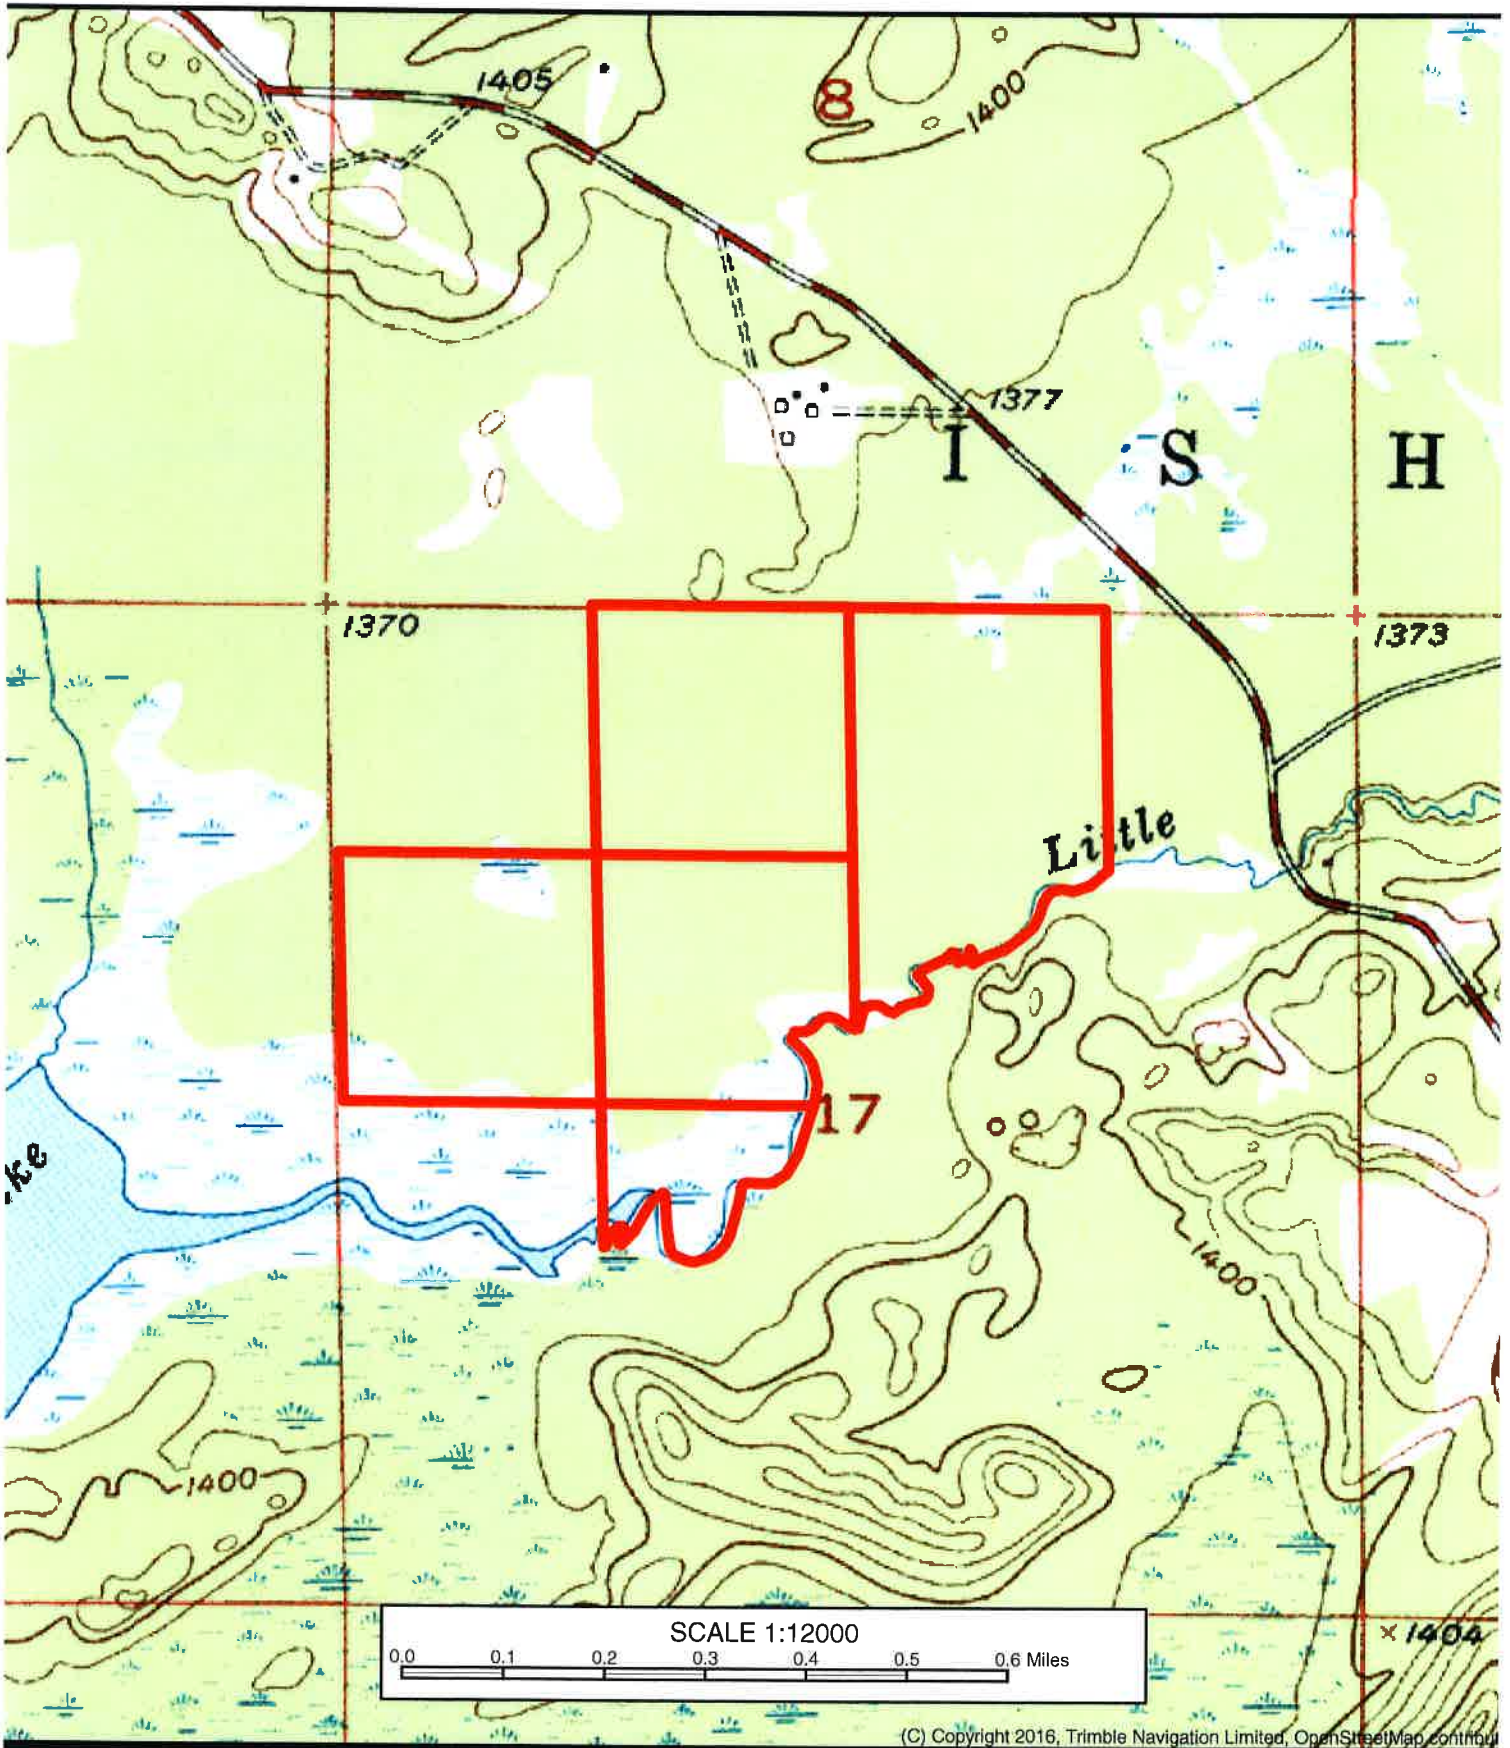 1405
8
1400
1377
I S H
1370
1373
Little
17
ke
1400
1400
1404
SCALE 1:12000
0.0 0.1 0.2 0.3 0.4 0.5 0.6 Miles
(C) Copyright 2016, Trimble Navigation Limited, OpenStreetMap contribu